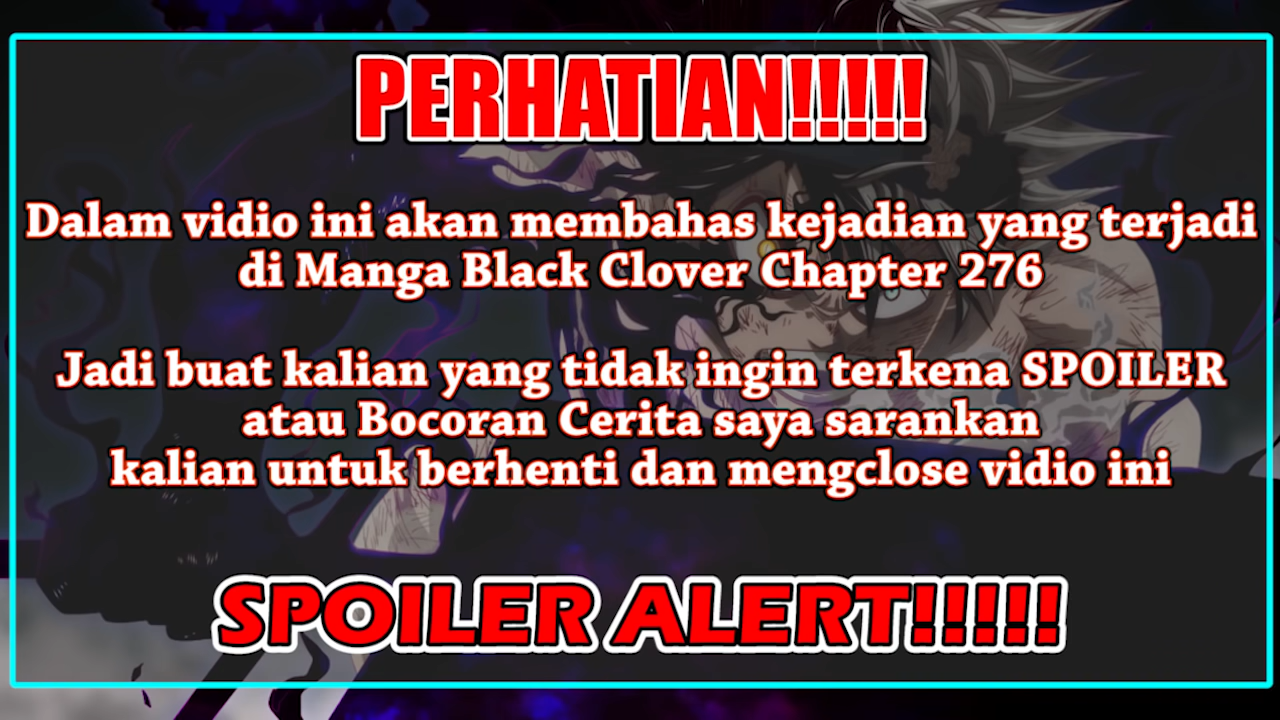 PERHATIAN!!!!!
Dalam vidio ini akan membahas kejadian yang terjadi
di Manga Black Clover Chapter 276
Jadi buat kalian yang tidak ingin terkena SPOILER
atau Bocoran Cerita saya sarankan
kalian untuk berhenti dan mengclose vidio ini
SPOILER ALERT!!!!!